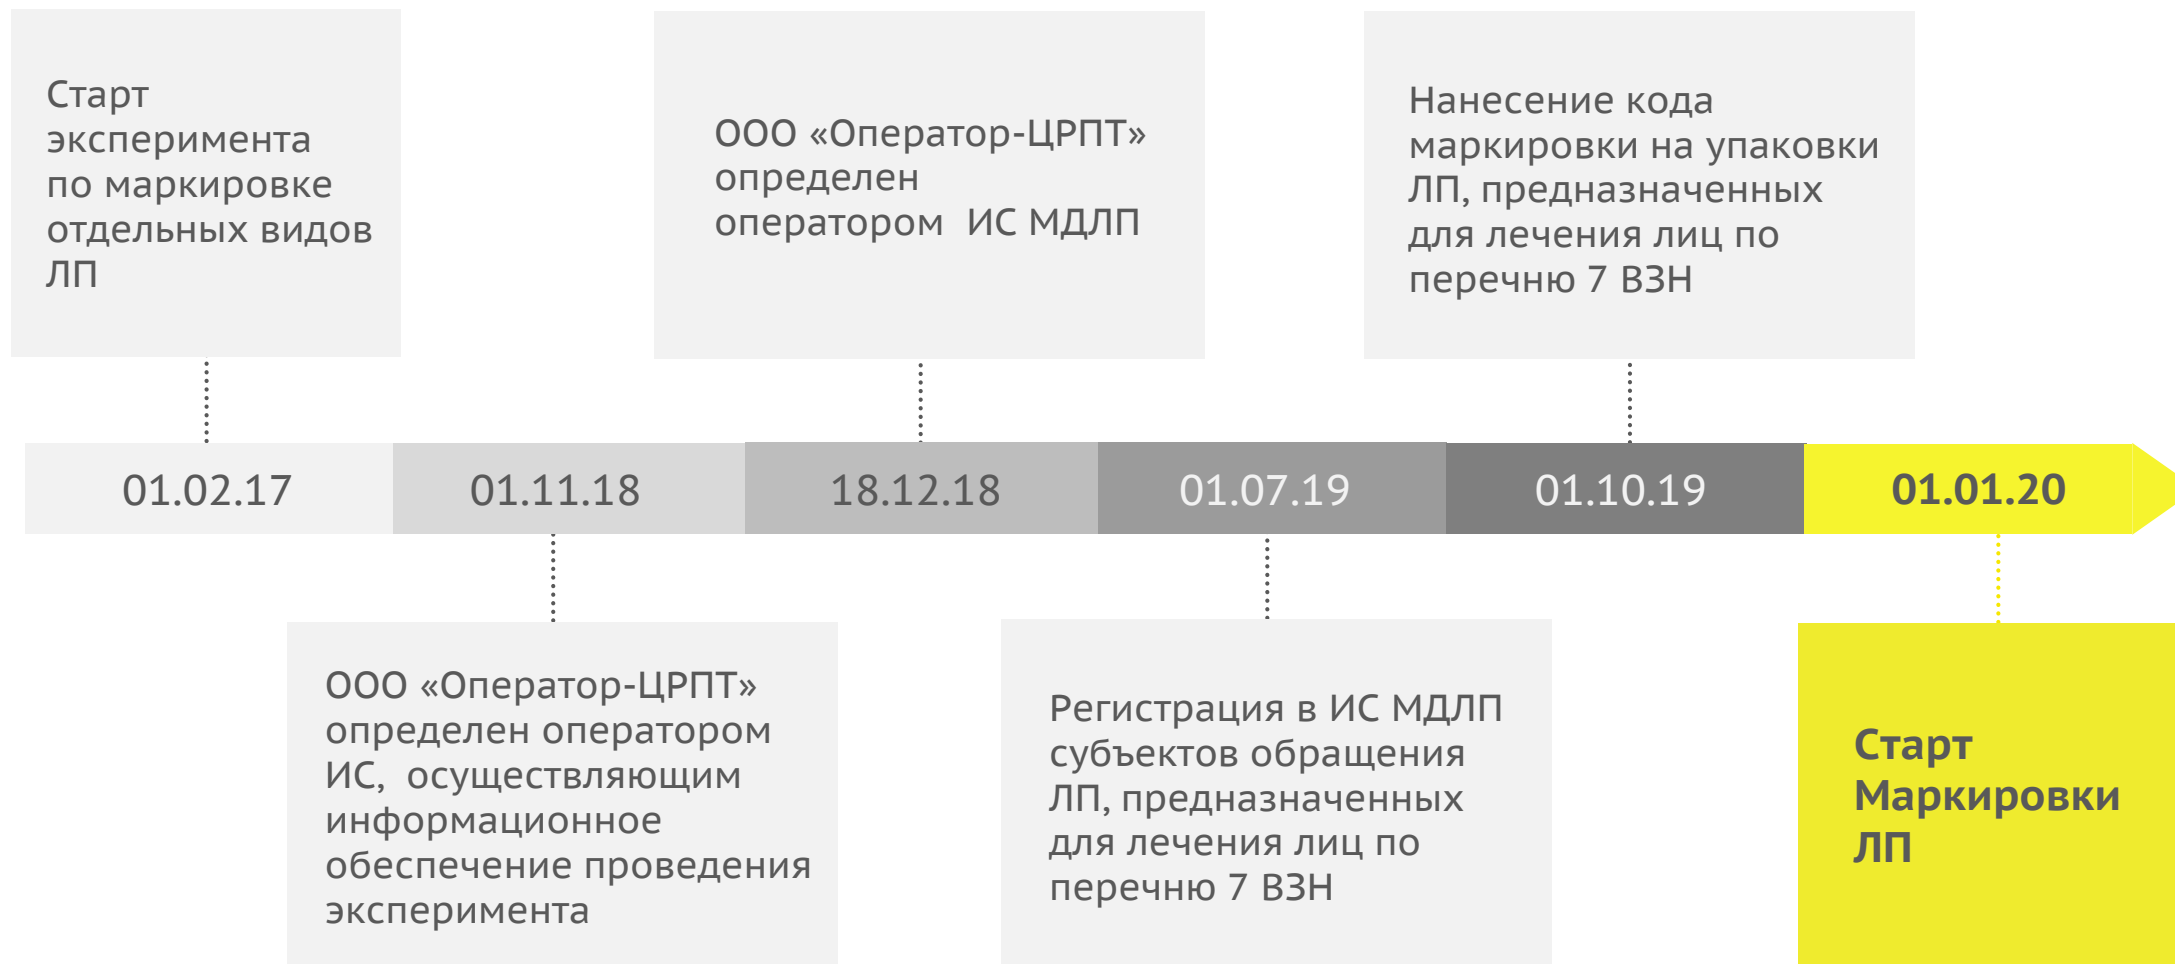 Старт
эксперимента
по маркировке
отдельных видов
ЛП
ООО «Оператор-ЦРПТ»
определен
оператором ИС МДЛП
Нанесение кода
маркировки на упаковки
ЛП, предназначенных
для лечения лиц по
перечню 7 ВЗН
01.02.17
01.11.18
18.12.18
01.07.19
01.10.19
01.01.20
ООО «Оператор-ЦРПТ»
определен оператором
ИС, осуществляющим
информационное
обеспечение проведения
эксперимента
Регистрация в ИС МДЛП
субъектов обращения
ЛП, предназначенных
для лечения лиц по
перечню 7 ВЗН
Старт
Маркировки
ЛП